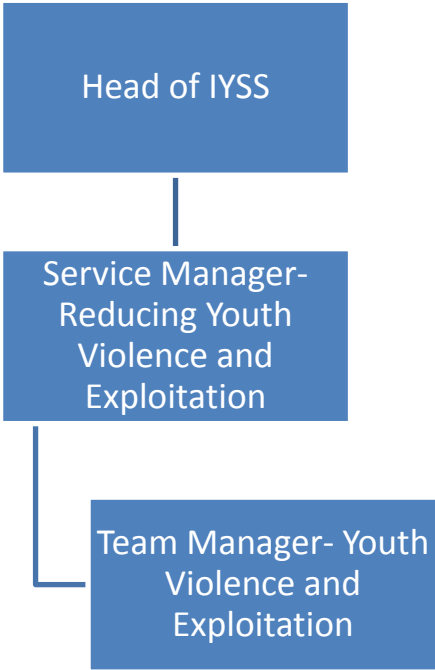 Head of IYSS
Service Manager-
Reducing Youth
Violence and
Exploitation
Team Manager- Youth
Violence and
Exploitation